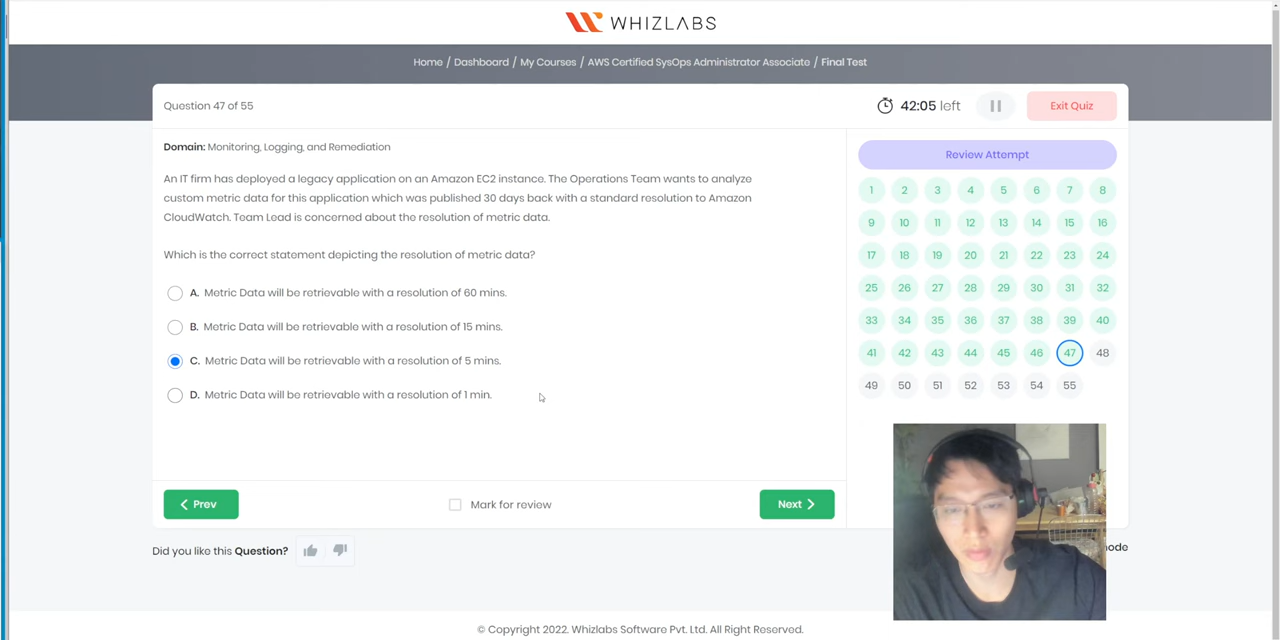 WHIZLABS
Home / Dashboard / My Courses / AWS Certified SysOps Administrator Associate / Final Test
Question 47 of 55
42:05 left
Exit Quiz
Domain: Monitoring, Logging, and Remediation
An IT firm has deployed a legacy application on an Amazon EC2 instance. The Operations Team wants to analyze
custom metric data for this application which was published 30 days back with a standard resolution to Amazon
CloudWatch. Team Lead is concerned about the resolution of metric data.
Which is the correct statement depicting the resolution of metric data?
A. Metric Data will be retrievable with a resolution of 60 mins.
B. Metric Data will be retrievable with a resolution of 15 mins.
C. Metric Data will be retrievable with a resolution of 5 mins.
D. Metric Data will be retrievable with a resolution of 1 min.
Prev
Mark for review
Next
Review Attempt
1 2 3 4 5 6 7 8
9 10 11 12 13 14 15 16
17 18 19 20 21 22 23 24
25 26 27 28 29 30 31 32
33 34 35 36 37 38 39 40
41 42 43 44 45 46 47 48
49 50 51 52 53 54 55
Did you like this Question?
© Copyright 2022. Whizlabs Software Pvt. Ltd. All Right Reserved.